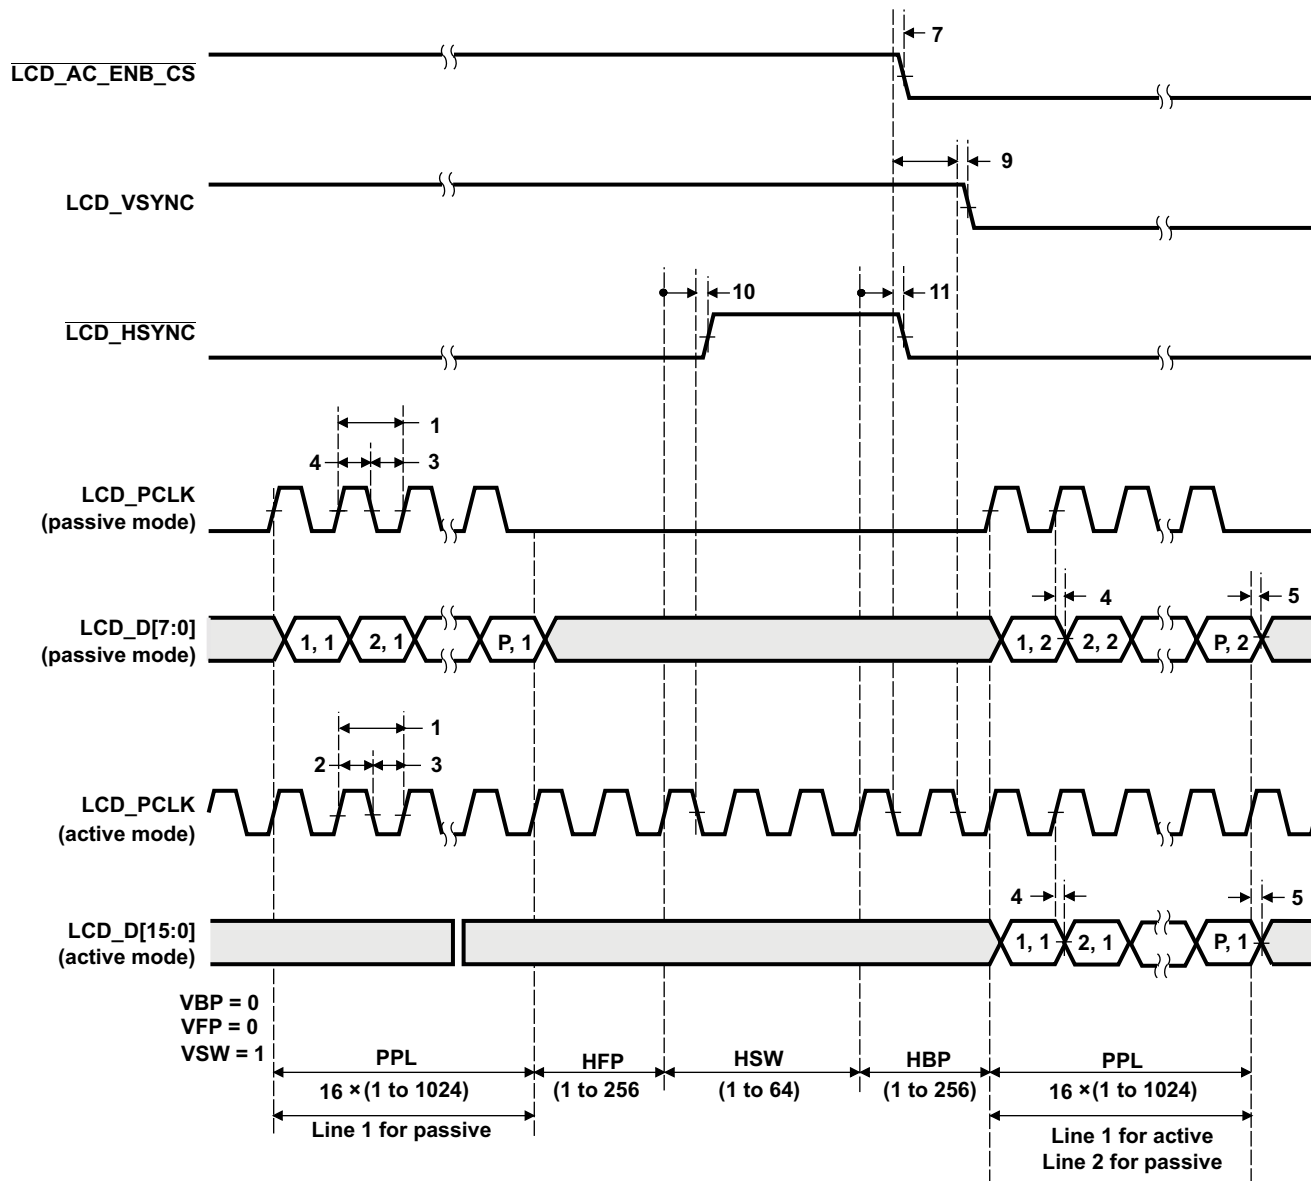 7
LCD_AC_ENB_CS
9
LCD_VSYNC
10
11
LCD_HSYNC
1
4
3
LCD_PCLK
(passive mode)
4
5
LCD_D[7:0]
(passive mode)
1, 1
2, 1
P, 1
1, 2
2, 2
P, 2
1
2
3
LCD_PCLK
(active mode)
4
5
LCD_D[15:0]
(active mode)
1, 1
2, 1
P, 1
VBP = 0
VFP = 0
VSW = 1
PPL
HFP
HSW
HBP
PPL
16 ×(1 to 1024)
(1 to 256
(1 to 64)
(1 to 256)
16 ×(1 to 1024)
Line 1 for passive
Line 1 for active
Line 2 for passive